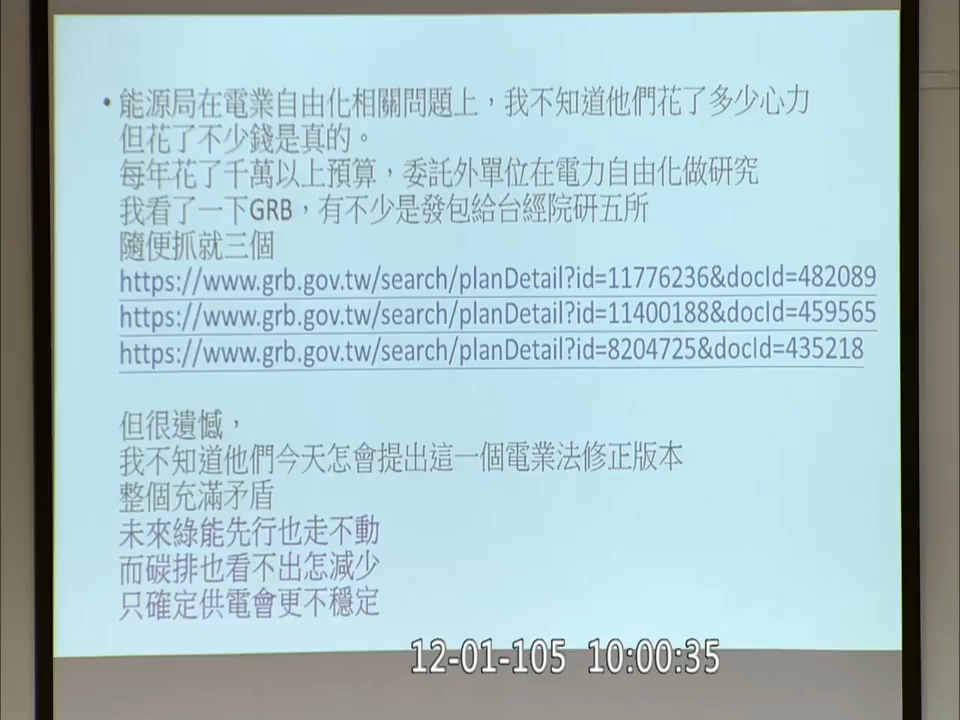 • 能源局在電業自由化相關問題上，我不知道他們花了多少心力
但花了不少錢是真的。
每年花了千萬以上預算，委託外單位在電力自由化做研究
我看了一下GRB，有不少是發包給台經院研五所
隨便抓就三個
https://www.grb.gov.tw/search/planDetail?id=11776236&docId=482089
https://www.grb.gov.tw/search/planDetail?id=11400188&docId=459565
https://www.grb.gov.tw/search/planDetail?id=8204725&docId=435218
但很遺憾，
我不知道他們今天怎會提出這一個電業法修正版本
整個充滿矛盾
未來綠能先行也走不動
而碳排也看不出怎減少
只確定供電會更不穩定
12-01-105 10:00:35